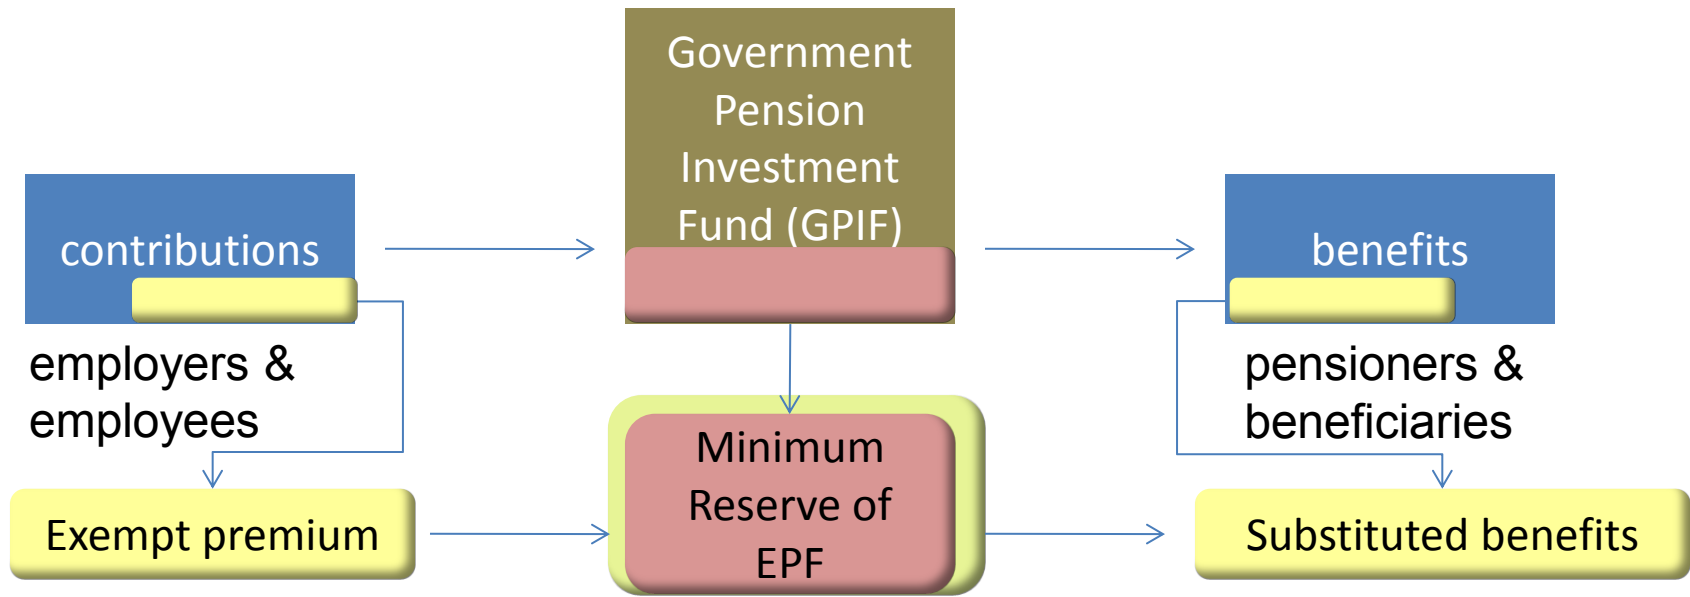 Government
Pension
Investment
Fund (GPIF)
contributions
benefits
employers &
employees
pensioners &
beneficiaries
Minimum
Reserve of
EPF
Exempt premium
Substituted benefits